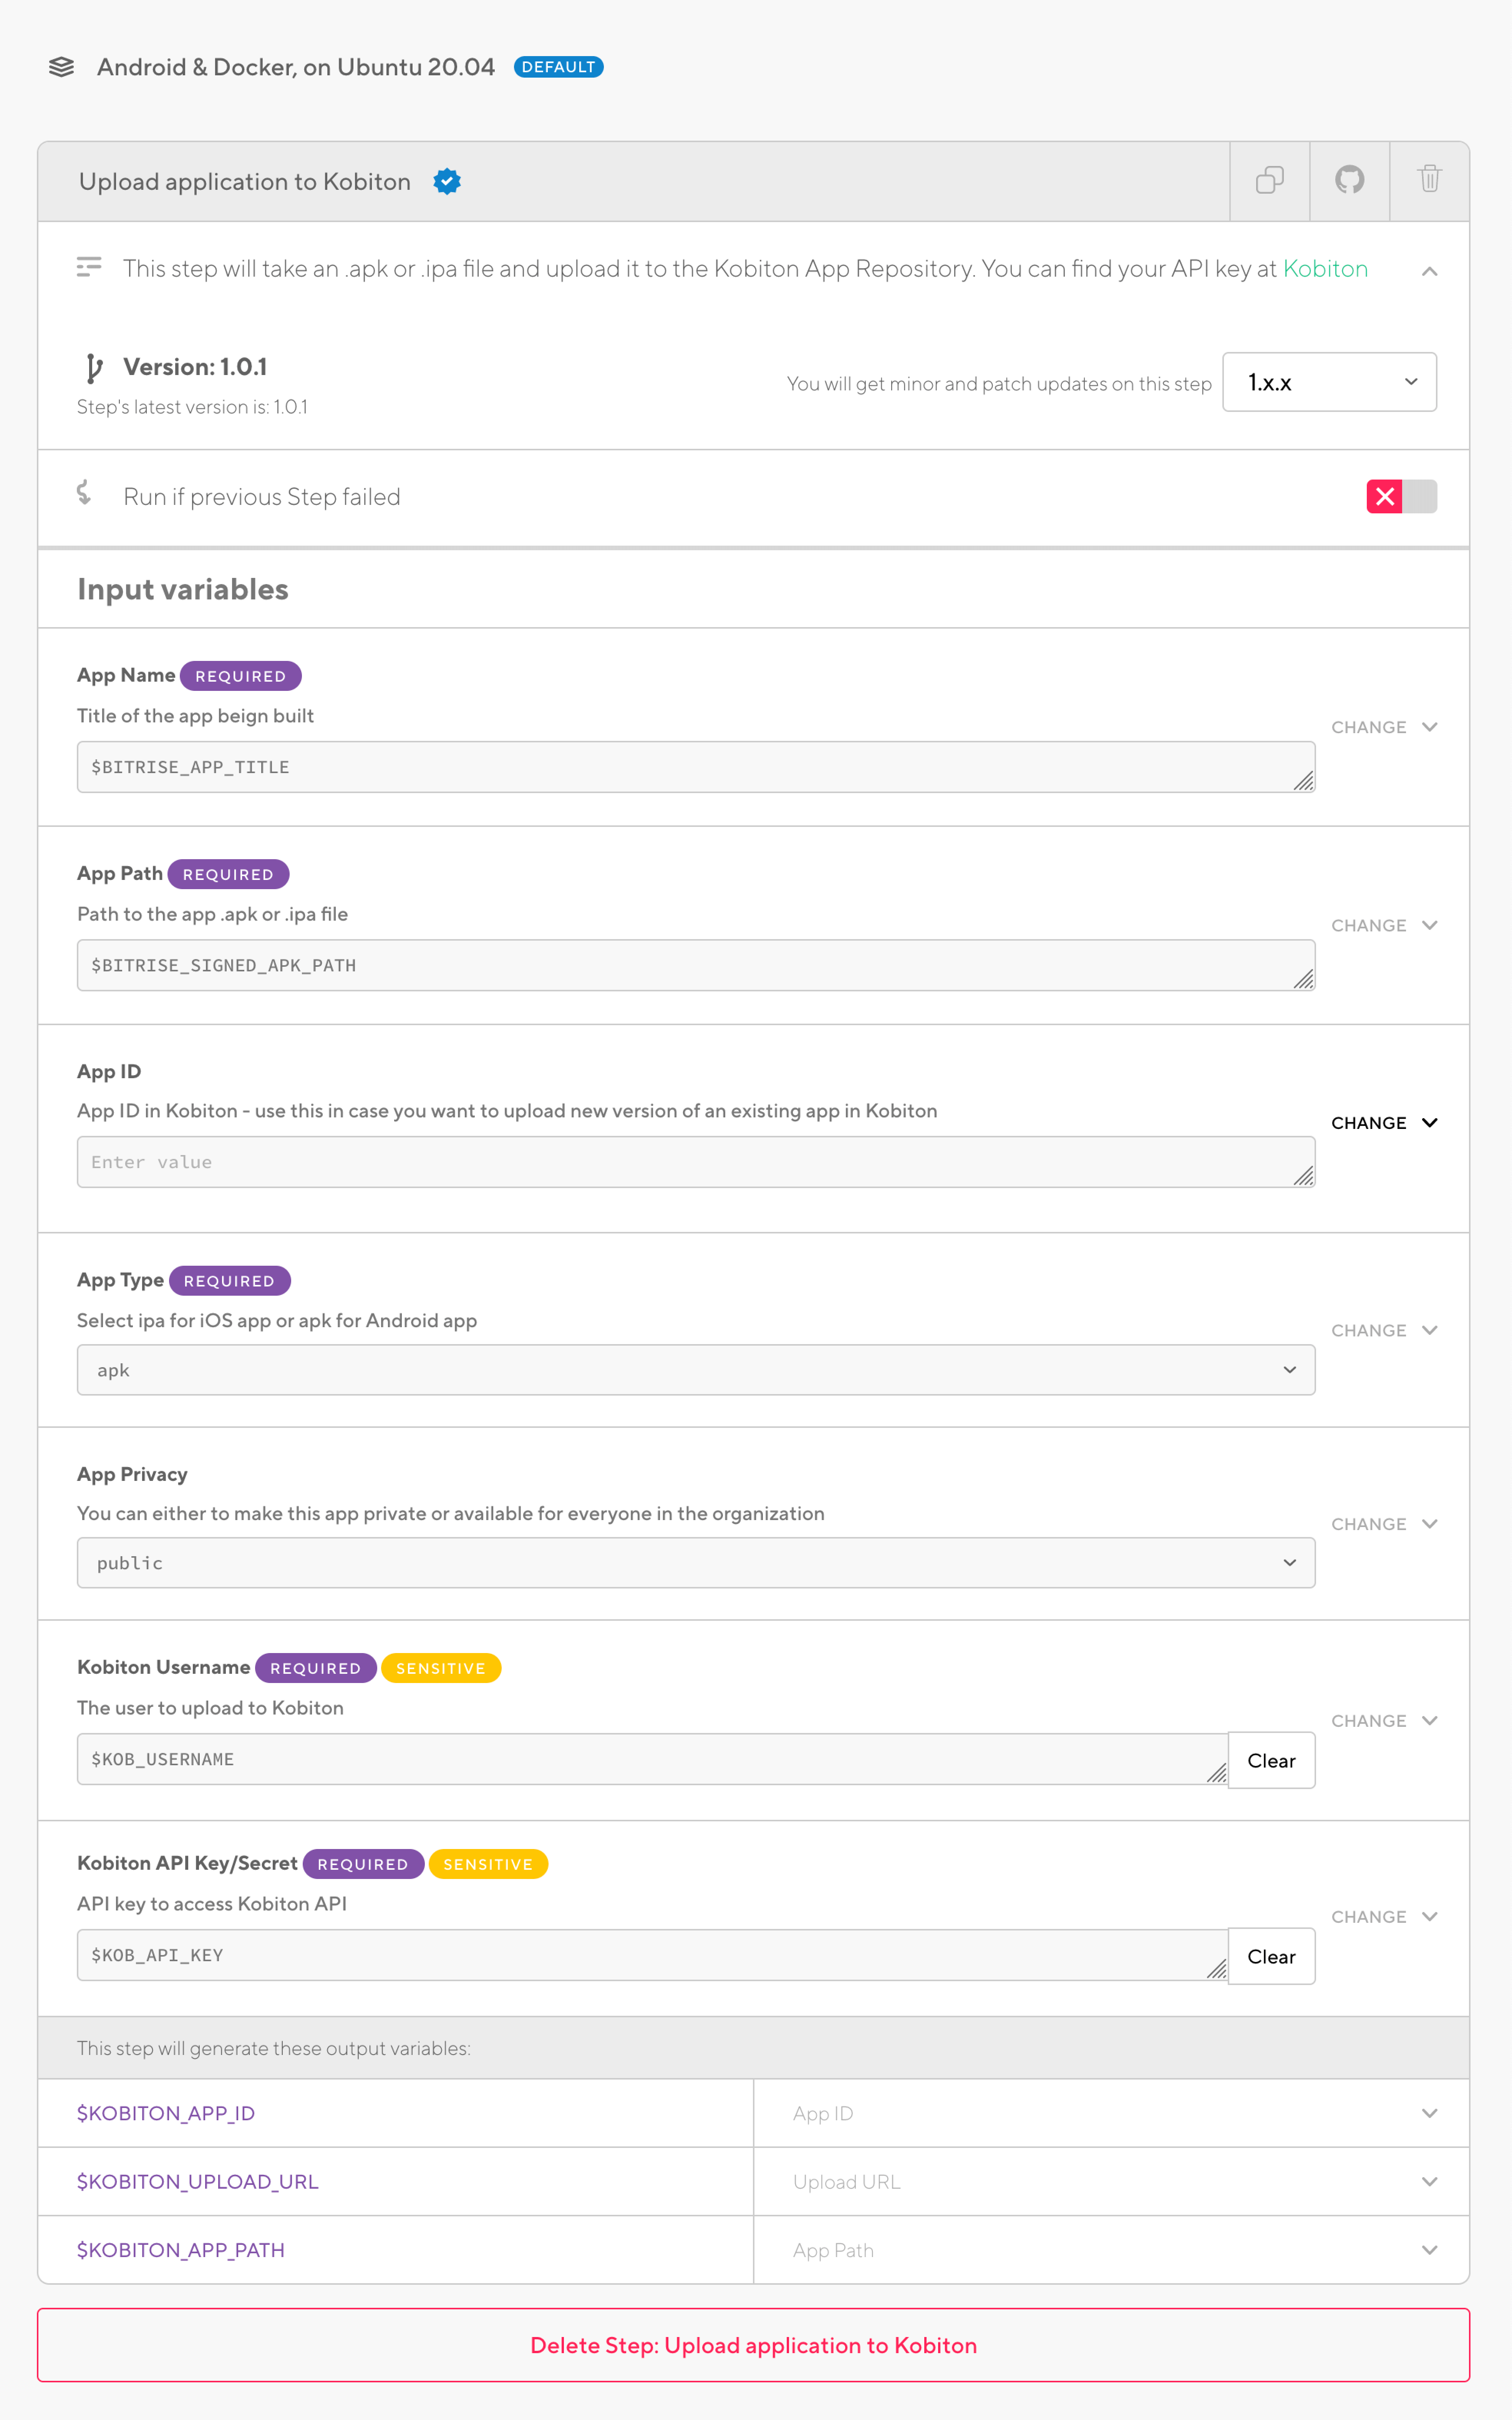 Android & Docker, on Ubuntu 20.04 DEFAULT
Upload application to Kobiton
This step will take an .apk or .ipa file and upload it to the Kobiton App Repository. You can find your API key at Kobiton
Version: 1.0.1
Step's latest version is: 1.0.1
You will get minor and patch updates on this step 1.x.x
Run if previous Step failed
Input variables
App Name REQUIRED
Title of the app beign built
CHANGE
$BITRISE_APP_TITLE
App Path REQUIRED
Path to the app .apk or .ipa file
CHANGE
$BITRISE_SIGNED_APK_PATH
App ID
App ID in Kobiton - use this in case you want to upload new version of an existing app in Kobiton
CHANGE
Enter value
App Type REQUIRED
Select ipa for iOS app or apk for Android app
CHANGE
apk
App Privacy
You can either to make this app private or available for everyone in the organization
CHANGE
public
Kobiton Username REQUIRED SENSITIVE
The user to upload to Kobiton
CHANGE
$KOB_USERNAME Clear
Kobiton API Key/Secret REQUIRED SENSITIVE
API key to access Kobiton API
CHANGE
$KOB_API_KEY Clear
This step will generate these output variables:
$KOBITON_APP_ID App ID
$KOBITON_UPLOAD_URL Upload URL
$KOBITON_APP_PATH App Path
Delete Step: Upload application to Kobiton